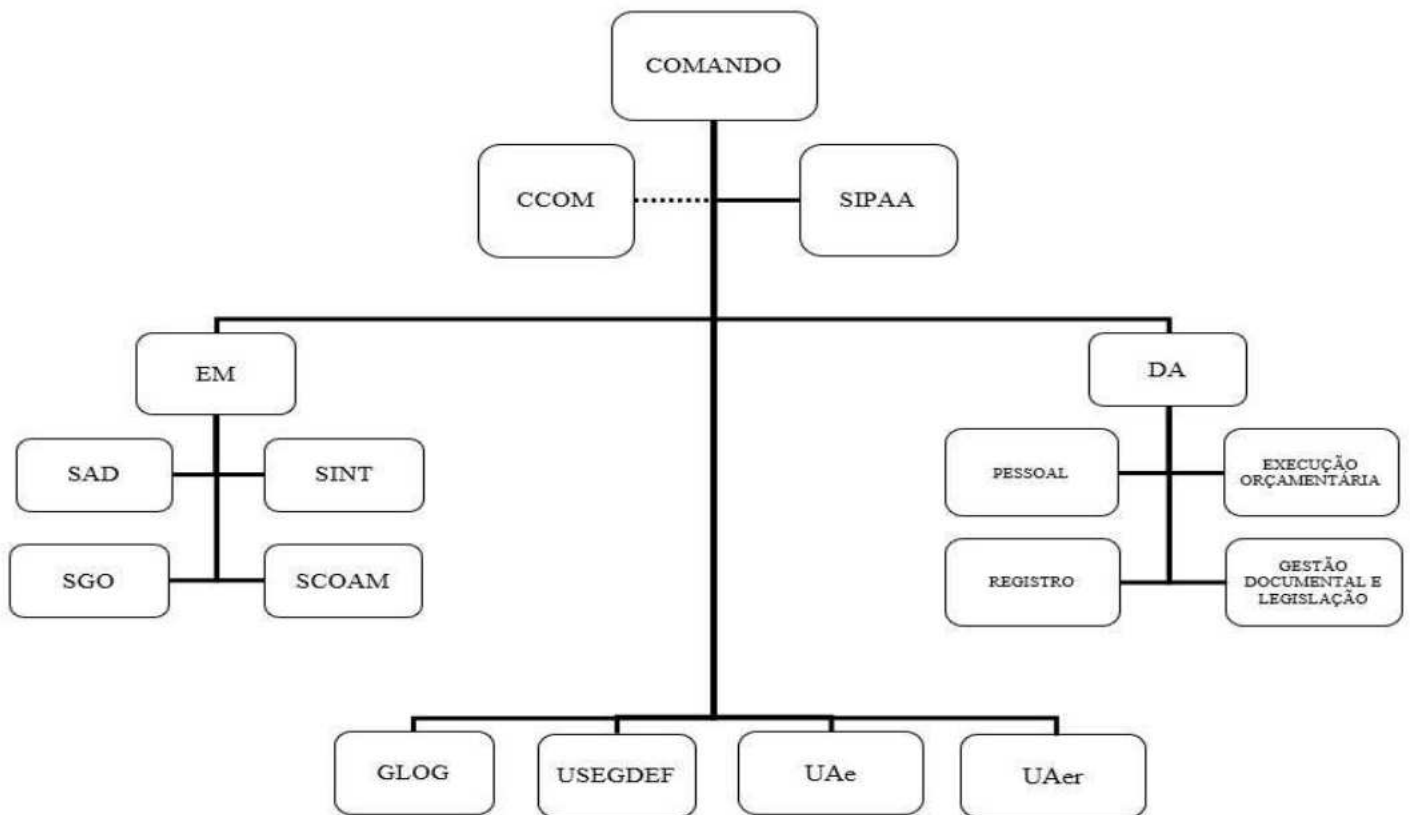 COMANDO
CCOM
SIPAA
EM
DA
SAD
SINT
PESSOAL
EXECUÇÃO
ORÇAMENTÁRIA
SGO
SCOAM
REGISTRO
GESTÃO
DOCUMENTAL E
LEGISLAÇÃO
GLOG
USEGDEF
UAe
UAer